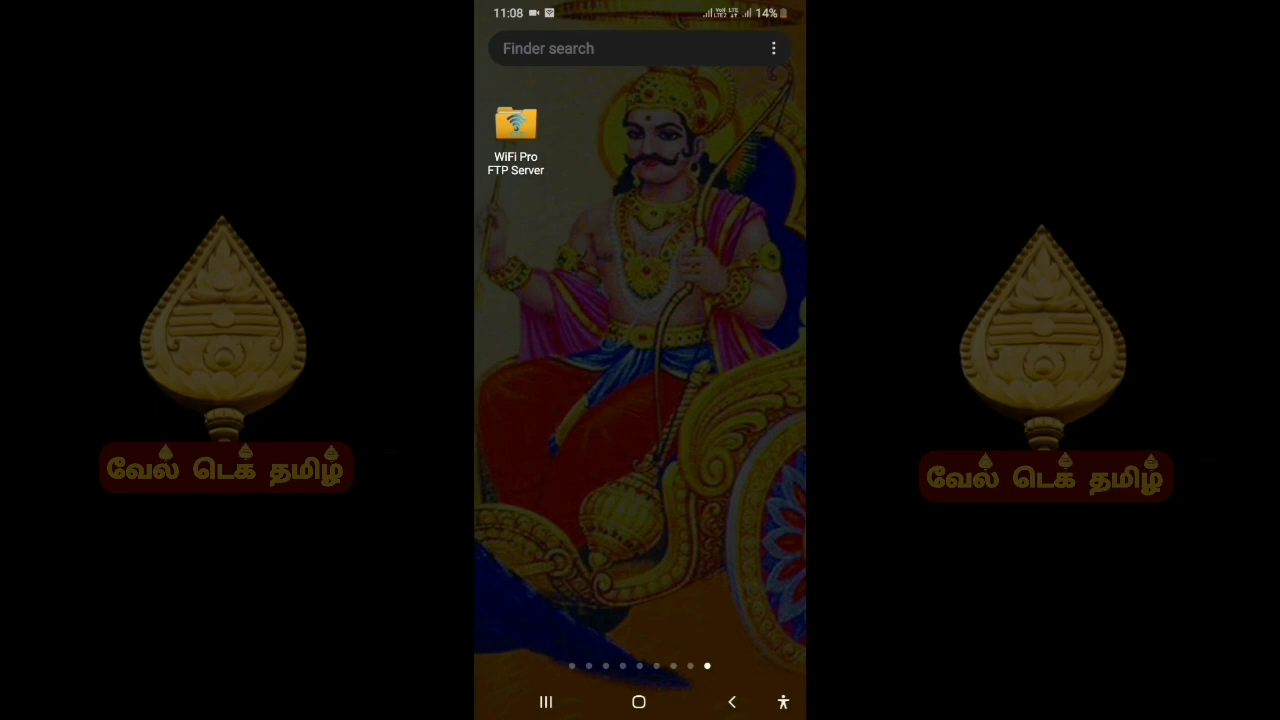 11:08
14%
Finder search
WiFi Pro
FTP Server
வேல் டெக் தமிழ்
வேல் டெக் தமிழ்